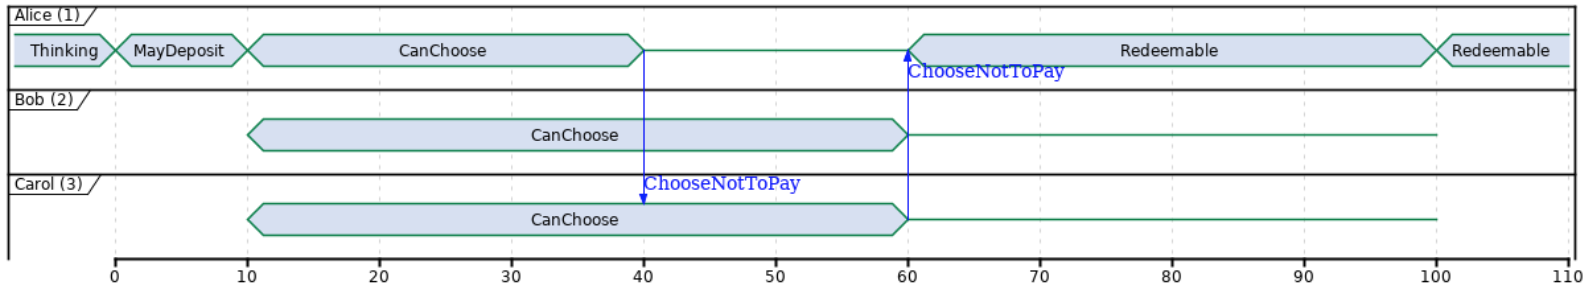 Alice (1)
Thinking MayDeposit CanChoose Redeemable Redeemable
ChooseNotToPay
Bob (2)
CanChoose
Carol (3)
ChooseNotToPay
CanChoose
0 10 20 30 40 50 60 70 80 90 100 110